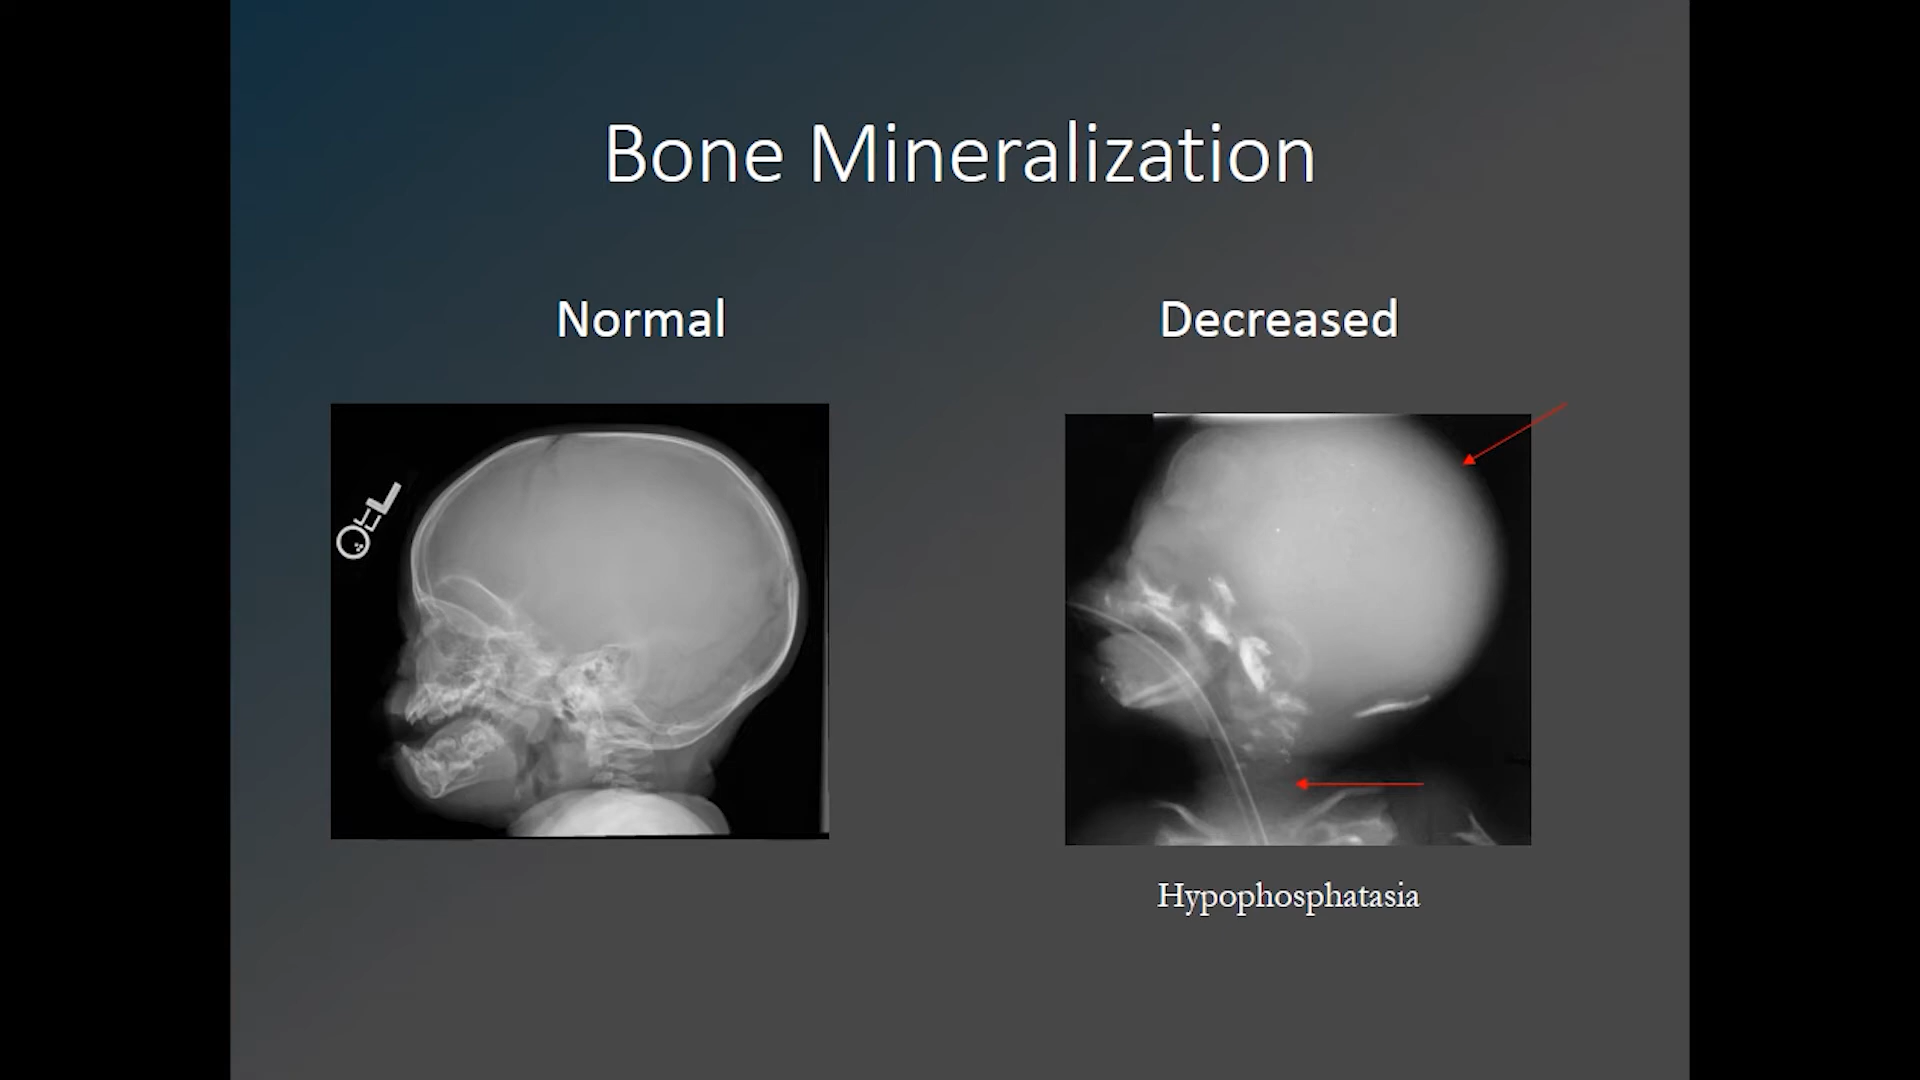 Bone Mineralization
Normal
Decreased
L
Hypophosphatasia